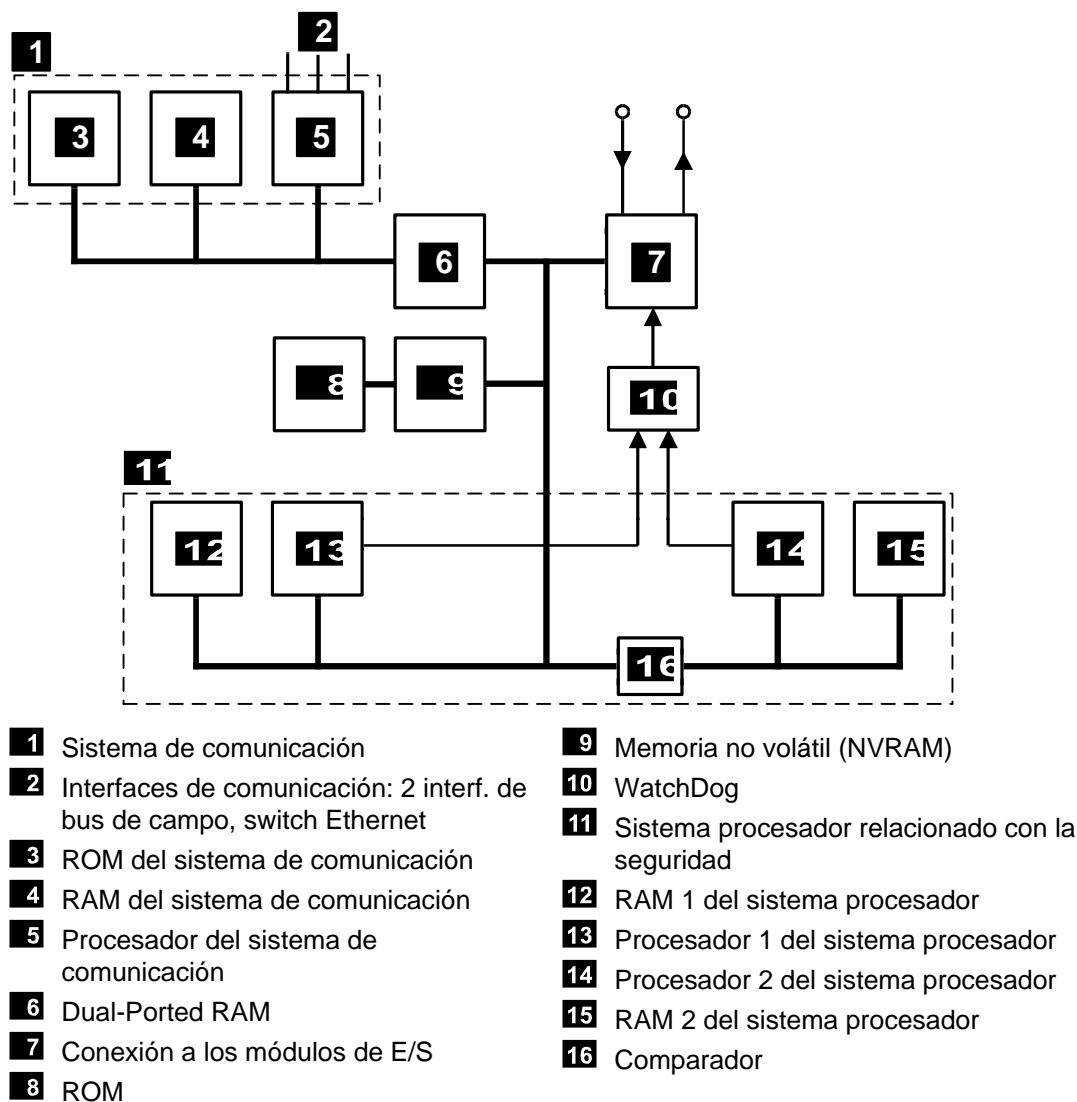 2
1
3 4 5
6 7
8 9 10
11
12 13 14 15
16
1 Sistema de comunicación
2 Interfaces de comunicación: 2 interf. de
bus de campo, switch Ethernet
3 ROM del sistema de comunicación
4 RAM del sistema de comunicación
5 Procesador del sistema de
comunicación
6 Dual-Ported RAM
7 Conexión a los módulos de E/S
8 ROM
9 Memoria no volátil (NVRAM)
10 WatchDog
11 Sistema procesador relacionado con la
seguridad
12 RAM 1 del sistema procesador
13 Procesador 1 del sistema procesador
14 Procesador 2 del sistema procesador
15 RAM 2 del sistema procesador
16 Comparador